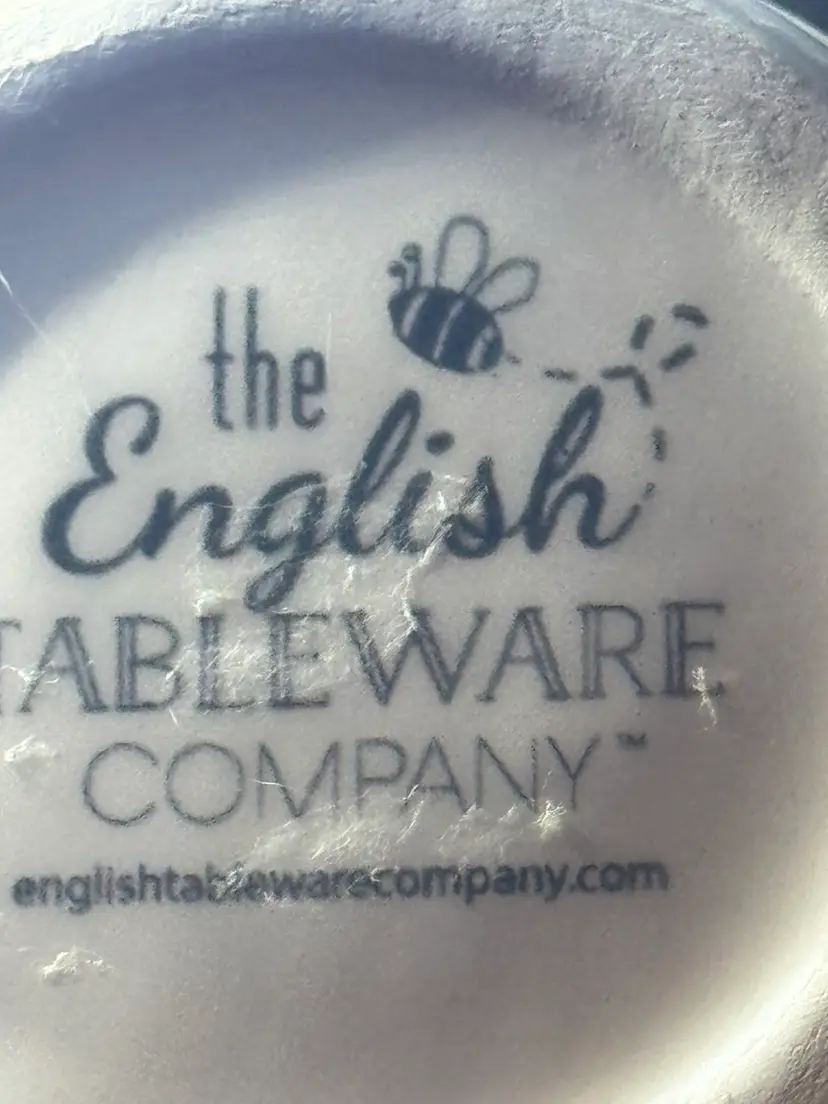 the
English
TABLEWARE
COMPANY™
englishtablewarecompany.com